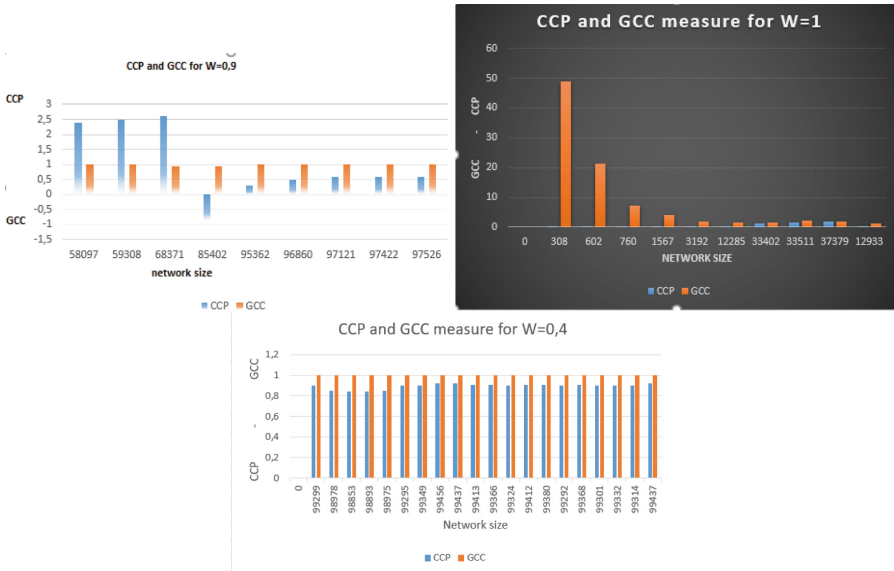 CCP and GCC for W=0,9
CCP
GCC
3
2,5
2
1,5
1
0,5
0
-0,5
-1
-1,5
58097 59308 68371 85402 95362 96860 97121 97422 97526
network size
CCP GCC
CCP and GCC measure for W=1
GCC - CCP
60
50
40
30
20
10
0
0 308 602 760 1567 3192 12285 33402 33511 37379 12933
NETWORK SIZE
CCP GCC
CCP and GCC measure for W=0,4
CCP - GCC
1,2
1
0,8
0,6
0,4
0,2
0
0 99299 98978 98853 98893 98975 99295 99349 99456 99437 99413 99366 99324 99412 99380 99292 99368 99301 99332 99314 99437
Network size
CCP GCC